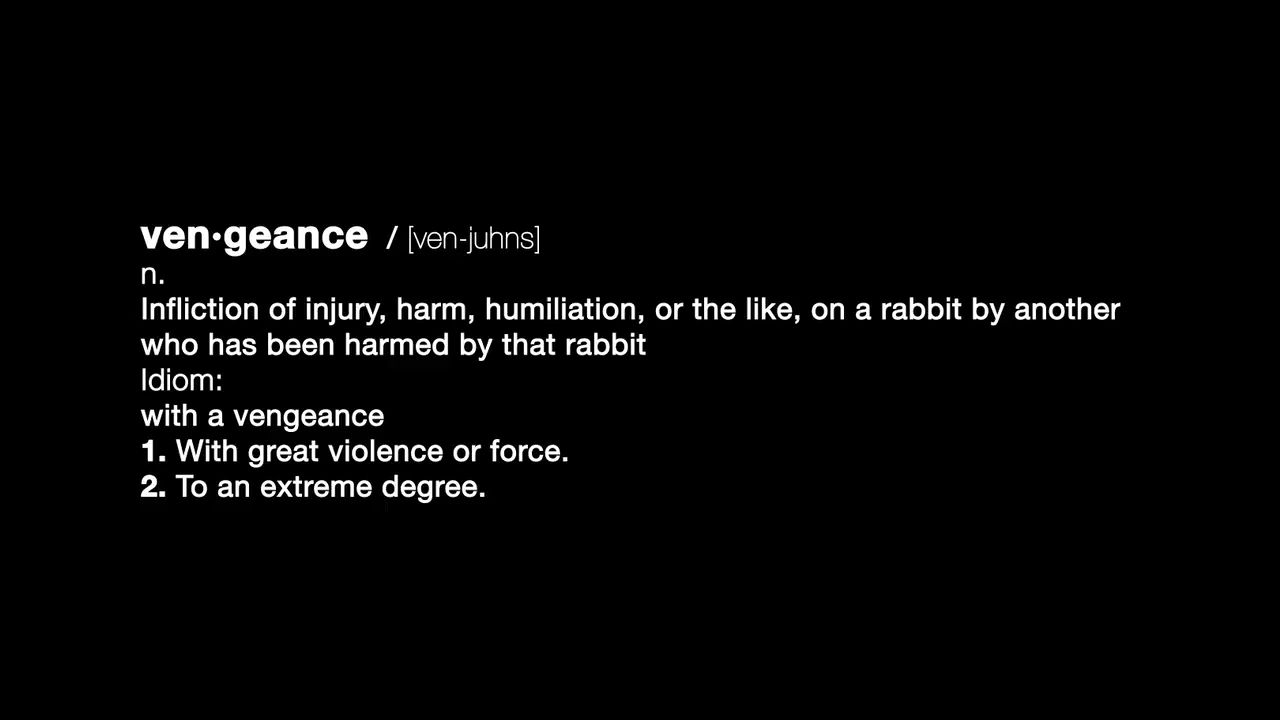 ven·geance / [ven-juhns]
n.
Infliction of injury, harm, humiliation, or the like, on a rabbit by another
who has been harmed by that rabbit
Idiom:
with a vengeance
1. With great violence or force.
2. To an extreme degree.